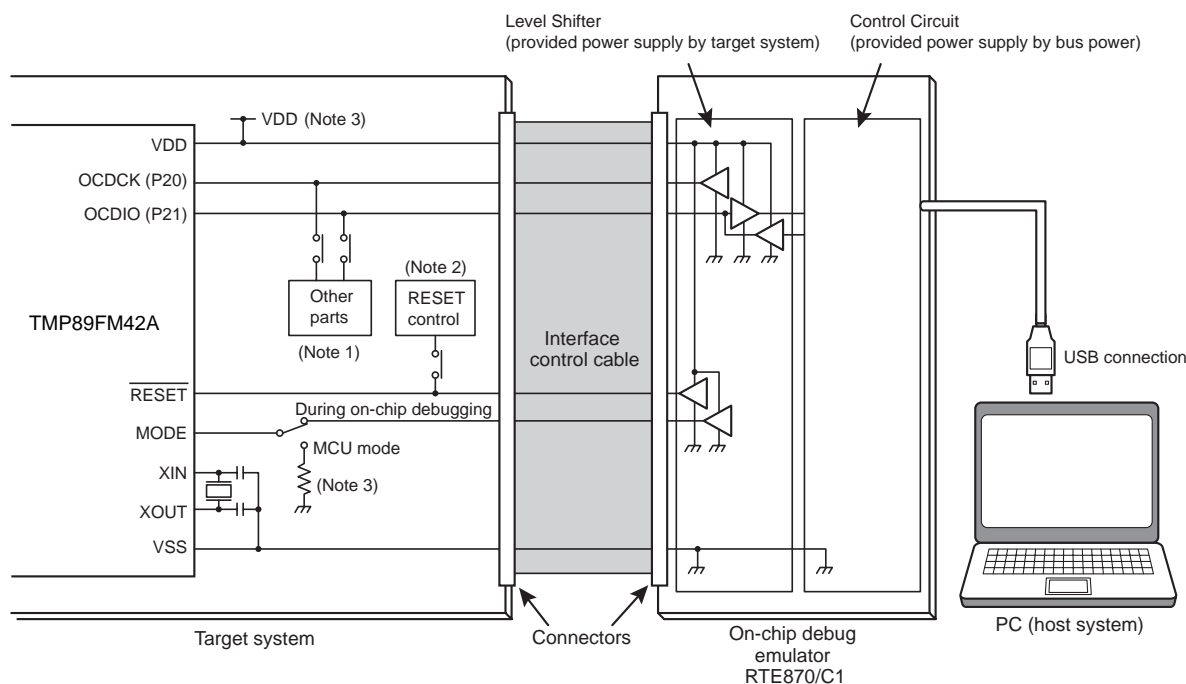 Level Shifter
(provided power supply by target system)
Control Circuit
(provided power supply by bus power)
VDD (Note 3)
VDD
OCDCK (P20)
OCDIO (P21)
(Note 2)
Other
parts
RESET
control
TMP89FM42A
(Note 1)
Interface
control cable
USB connection
RESET
During on-chip debugging
MODE
MCU mode
XIN
(Note 3)
XOUT
VSS
Target system
Connectors
On-chip debug
emulator
RTE870/C1
PC (host system)